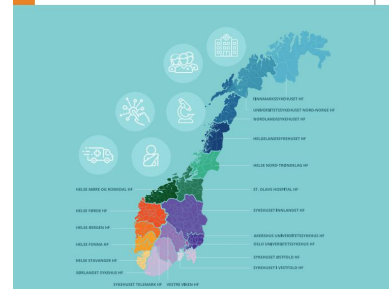 FINNMARKSSYKEHUSET HF
UNIVERSITETSSYKEHUSET NORD-NORGE HF
NORDLANDSSYKEHUSET HF
HELGELANDSSYKEHUSET HF
HELSE NORD-TRØNDELAG HF
HELSE MØRE OG ROMSDAL HF
ST. OLAVS HOSPITAL HF
HELSE FØRDE HF
SYKEHUSET INNLANDET HF
HELSE BERGEN HF
HELSE FONNA HF
AKERSHUS UNIVERSITETSSYKEHUS HF
OSLO UNIVERSITETSSYKEHUS HF
HELSE STAVANGER HF
SYKEHUSET ØSTFOLD HF
SØRLANDET SYKEHUS HF
SYKEHUSET I VESTFOLD HF
SYKEHUSET TELEMARK HF
VESTRE VIKEN HF